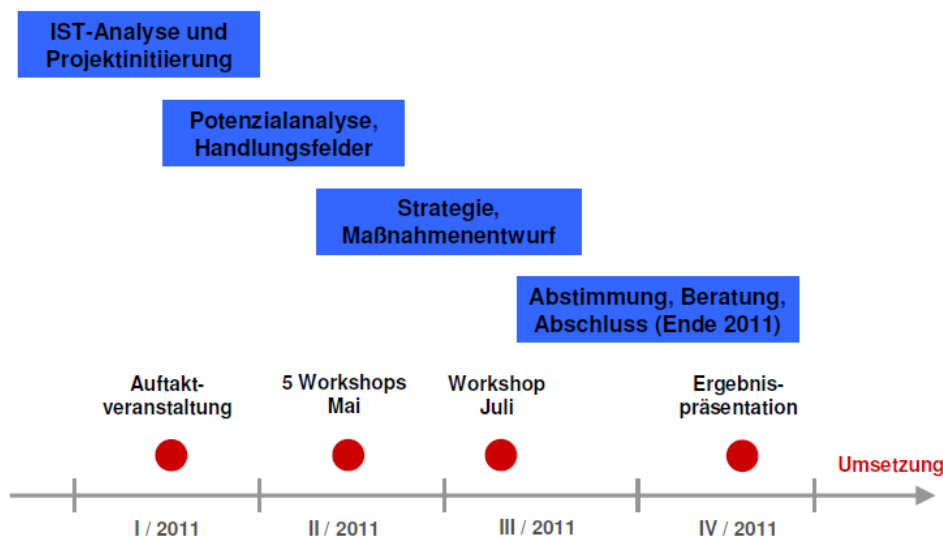 IST-Analyse und
Projektinitiierung
Potenzialanalyse,
Handlungsfelder
Strategie,
Maßnahmenentwurf
Abstimmung, Beratung,
Abschluss (Ende 2011)
Auftakt-
veranstaltung
5 Workshops
Mai
Workshop
Juli
Ergebnis-
präsentation
Umsetzung
I / 2011
II / 2011
III / 2011
IV / 2011